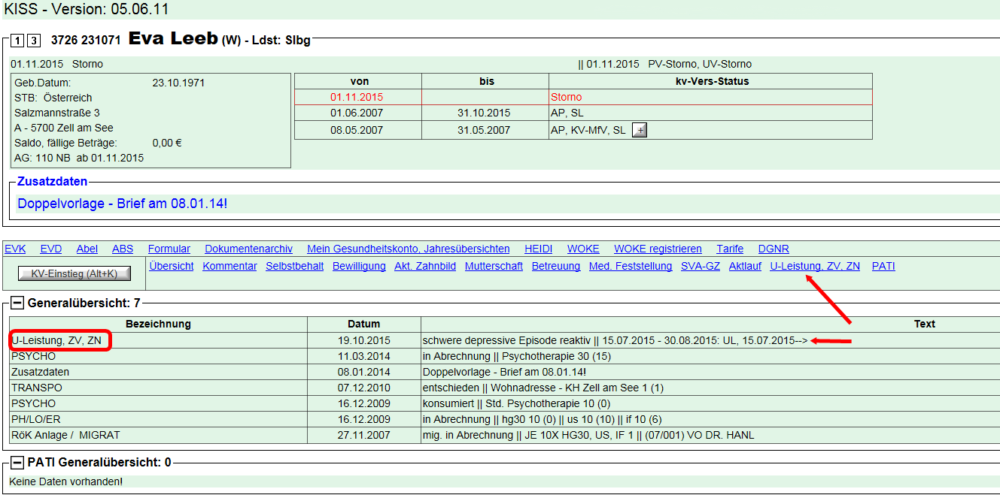 KISS - Version: 05.06.11
1 3 3726 231071 Eva Leeb (W) - Ldst: Slbg
01.11.2015 Storno || 01.11.2015 PV-Storno, UV-Storno
Geb.Datum: 23.10.1971
STB: Österreich
Salzmannstraße 3
A - 5700 Zell am See
Saldo, fällige Beträge: 0,00 €
AG: 110 NB ab 01.11.2015
von bis kv-Vers-Status
01.11.2015 Storno
01.06.2007 31.10.2015 AP, SL
08.05.2007 31.05.2007 AP, KV-MfV, SL +
Zusatzdaten
Doppelvorlage - Brief am 08.01.14!
EVK EVD Abel ABS Formular Dokumentenarchiv Mein Gesundheitskonto, Jahresübersichten HEIDI WOKE WOKE registrieren Tarife DGNR
KV-Einstieg (Alt+K) Übersicht Kommentar Selbstbehalt Bewilligung Akt. Zahnbild Mutterschaft Betreuung Med. Feststellung SVA-GZ Aktlauf U-Leistung, ZV, ZN PATI
Generalübersicht: 7
Bezeichnung Datum Text
U-Leistung, ZV, ZN 19.10.2015 schwere depressive Episode reaktiv || 15.07.2015 - 30.08.2015: UL, 15.07.2015-->
PSYCHO 11.03.2014 in Abrechnung || Psychotherapie 30 (15)
Zusatzdaten 08.01.2014 Doppelvorlage - Brief am 08.01.14!
TRANSPO 07.12.2010 entschieden || Wohnadresse - KH Zell am See 1 (1)
PSYCHO 16.12.2009 konsumiert || Std. Psychotherapie 10 (0)
PH/LO/ER 16.12.2009 in Abrechnung || hg30 10 (0) || us 10 (10) || if 10 (6)
RöK Anlage / MIGRAT 27.11.2007 mig. in Abrechnung || JE 10X HG30, US, IF 1 || (07/001) VO DR. HANL
PATI Generalübersicht: 0
Keine Daten vorhanden!